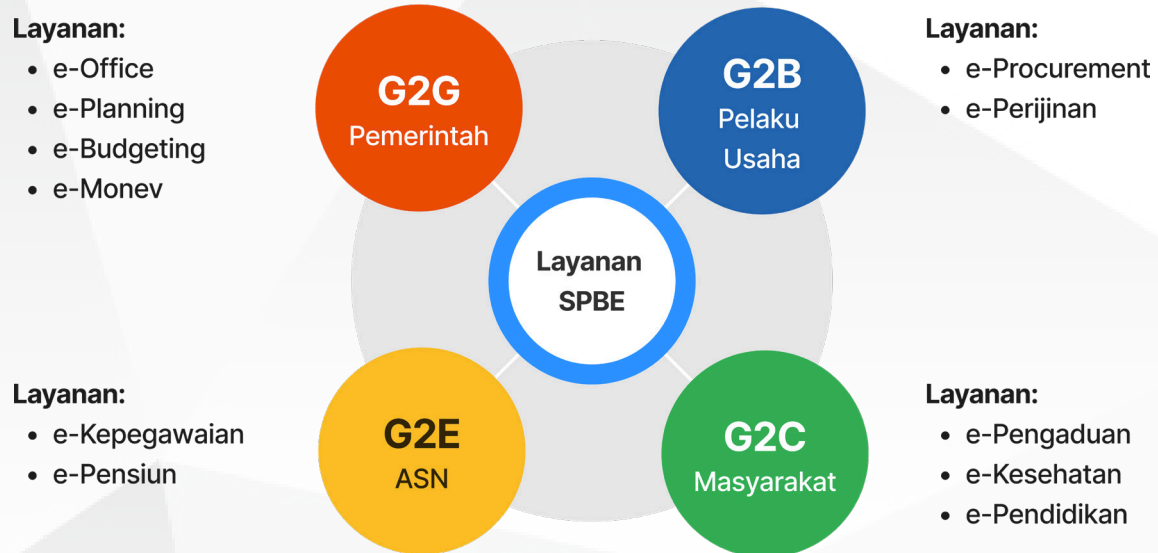 Layanan:
• e-Office
• e-Planning
• e-Budgeting
• e-Monev
G2G
Pemerintah
G2B
Pelaku
Usaha
Layanan:
• e-Procurement
• e-Perijinan
Layanan
SPBE
Layanan:
• e-Kepegawaian
• e-Pensiun
G2E
ASN
G2C
Masyarakat
Layanan:
• e-Pengaduan
• e-Kesehatan
• e-Pendidikan